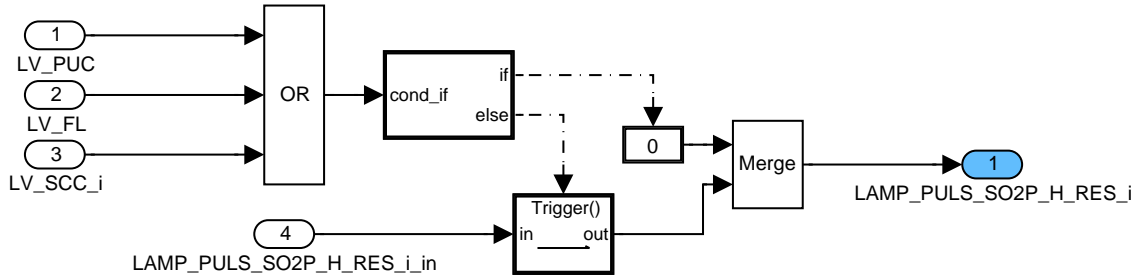 1
LV_PUC
2
LV_FL
3
LV_SCC_i
OR
cond_if
if
else
0
Merge
1
LAMP_PULS_SO2P_H_RES_i
4
LAMP_PULS_SO2P_H_RES_i_in
Trigger()
in
out